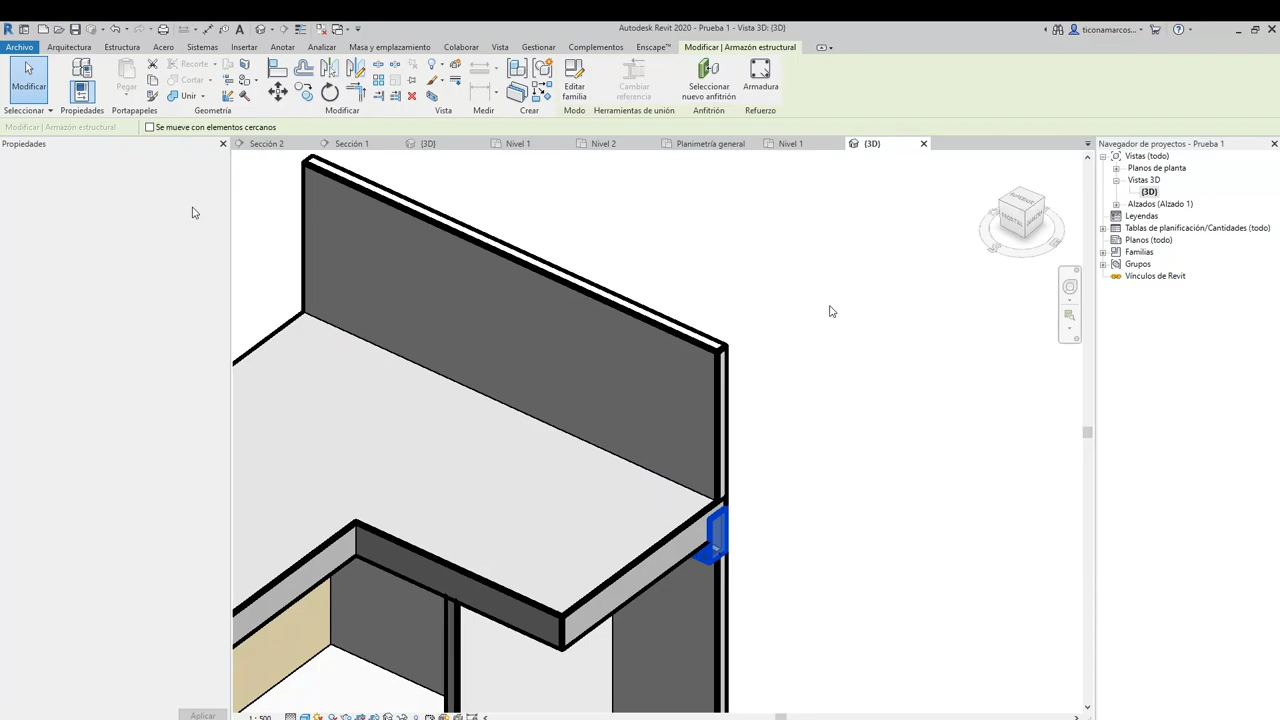 Autodesk Revit 2020 - Prueba 1 - Vista 3D: {3D}
ticonamarcos...
Archivo Arquitectura Estructura Acero Sistemas Insertar Anotar Analizar Masa y emplazamiento Colaborar Vista Gestionar Complementos Enscape™ Modificar | Armazón estructural
Modificar
Pegar
Recorte
Cortar
Unir
Editar
familia
Cambiar
referencia
Seleccionar
nuevo anfitrión
Armadura
Seleccionar Propiedades Portapapeles Geometría Modificar Vista Medir Crear Modo Herramientas de unión Anfitrión Refuerzo
Modificar | Armazón estructural Se mueve con elementos cercanos
Propiedades
Sección 2 Sección 1 {3D} Nivel 1 Nivel 2 Planimetría general Nivel 1 {3D}
Navegador de proyectos - Prueba 1
Vistas (todo)
Planos de planta
Vistas 3D
{3D}
Alzados (Alzado 1)
Leyendas
Tablas de planificación/Cantidades (todo)
Planos (todo)
Familias
Grupos
Vínculos de Revit
Aplicar
1 : 500